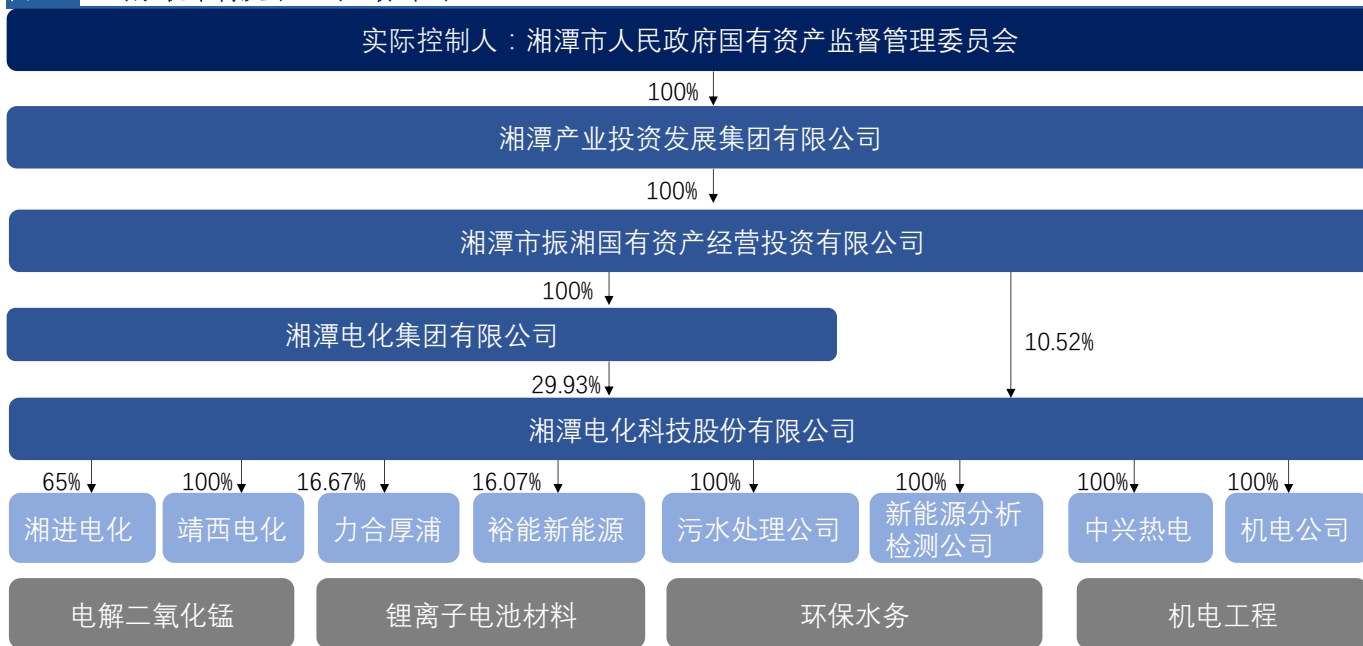 实际控制人：湘潭市人民政府国有资产监督管理委员会
100%
湘潭产业投资发展集团有限公司
100%
湘潭市振湘国有资产经营投资有限公司
100%
湘潭电化集团有限公司
10.52%
29.93%
湘潭电化科技股份有限公司
65%
100%
16.67%
16.07%
100%
100%
100%
100%
湘进电化
靖西电化
力合厚浦
裕能新能源
污水处理公司
新能源分析
检测公司
中兴热电
机电公司
电解二氧化锰
锂离子电池材料
环保水务
机电工程